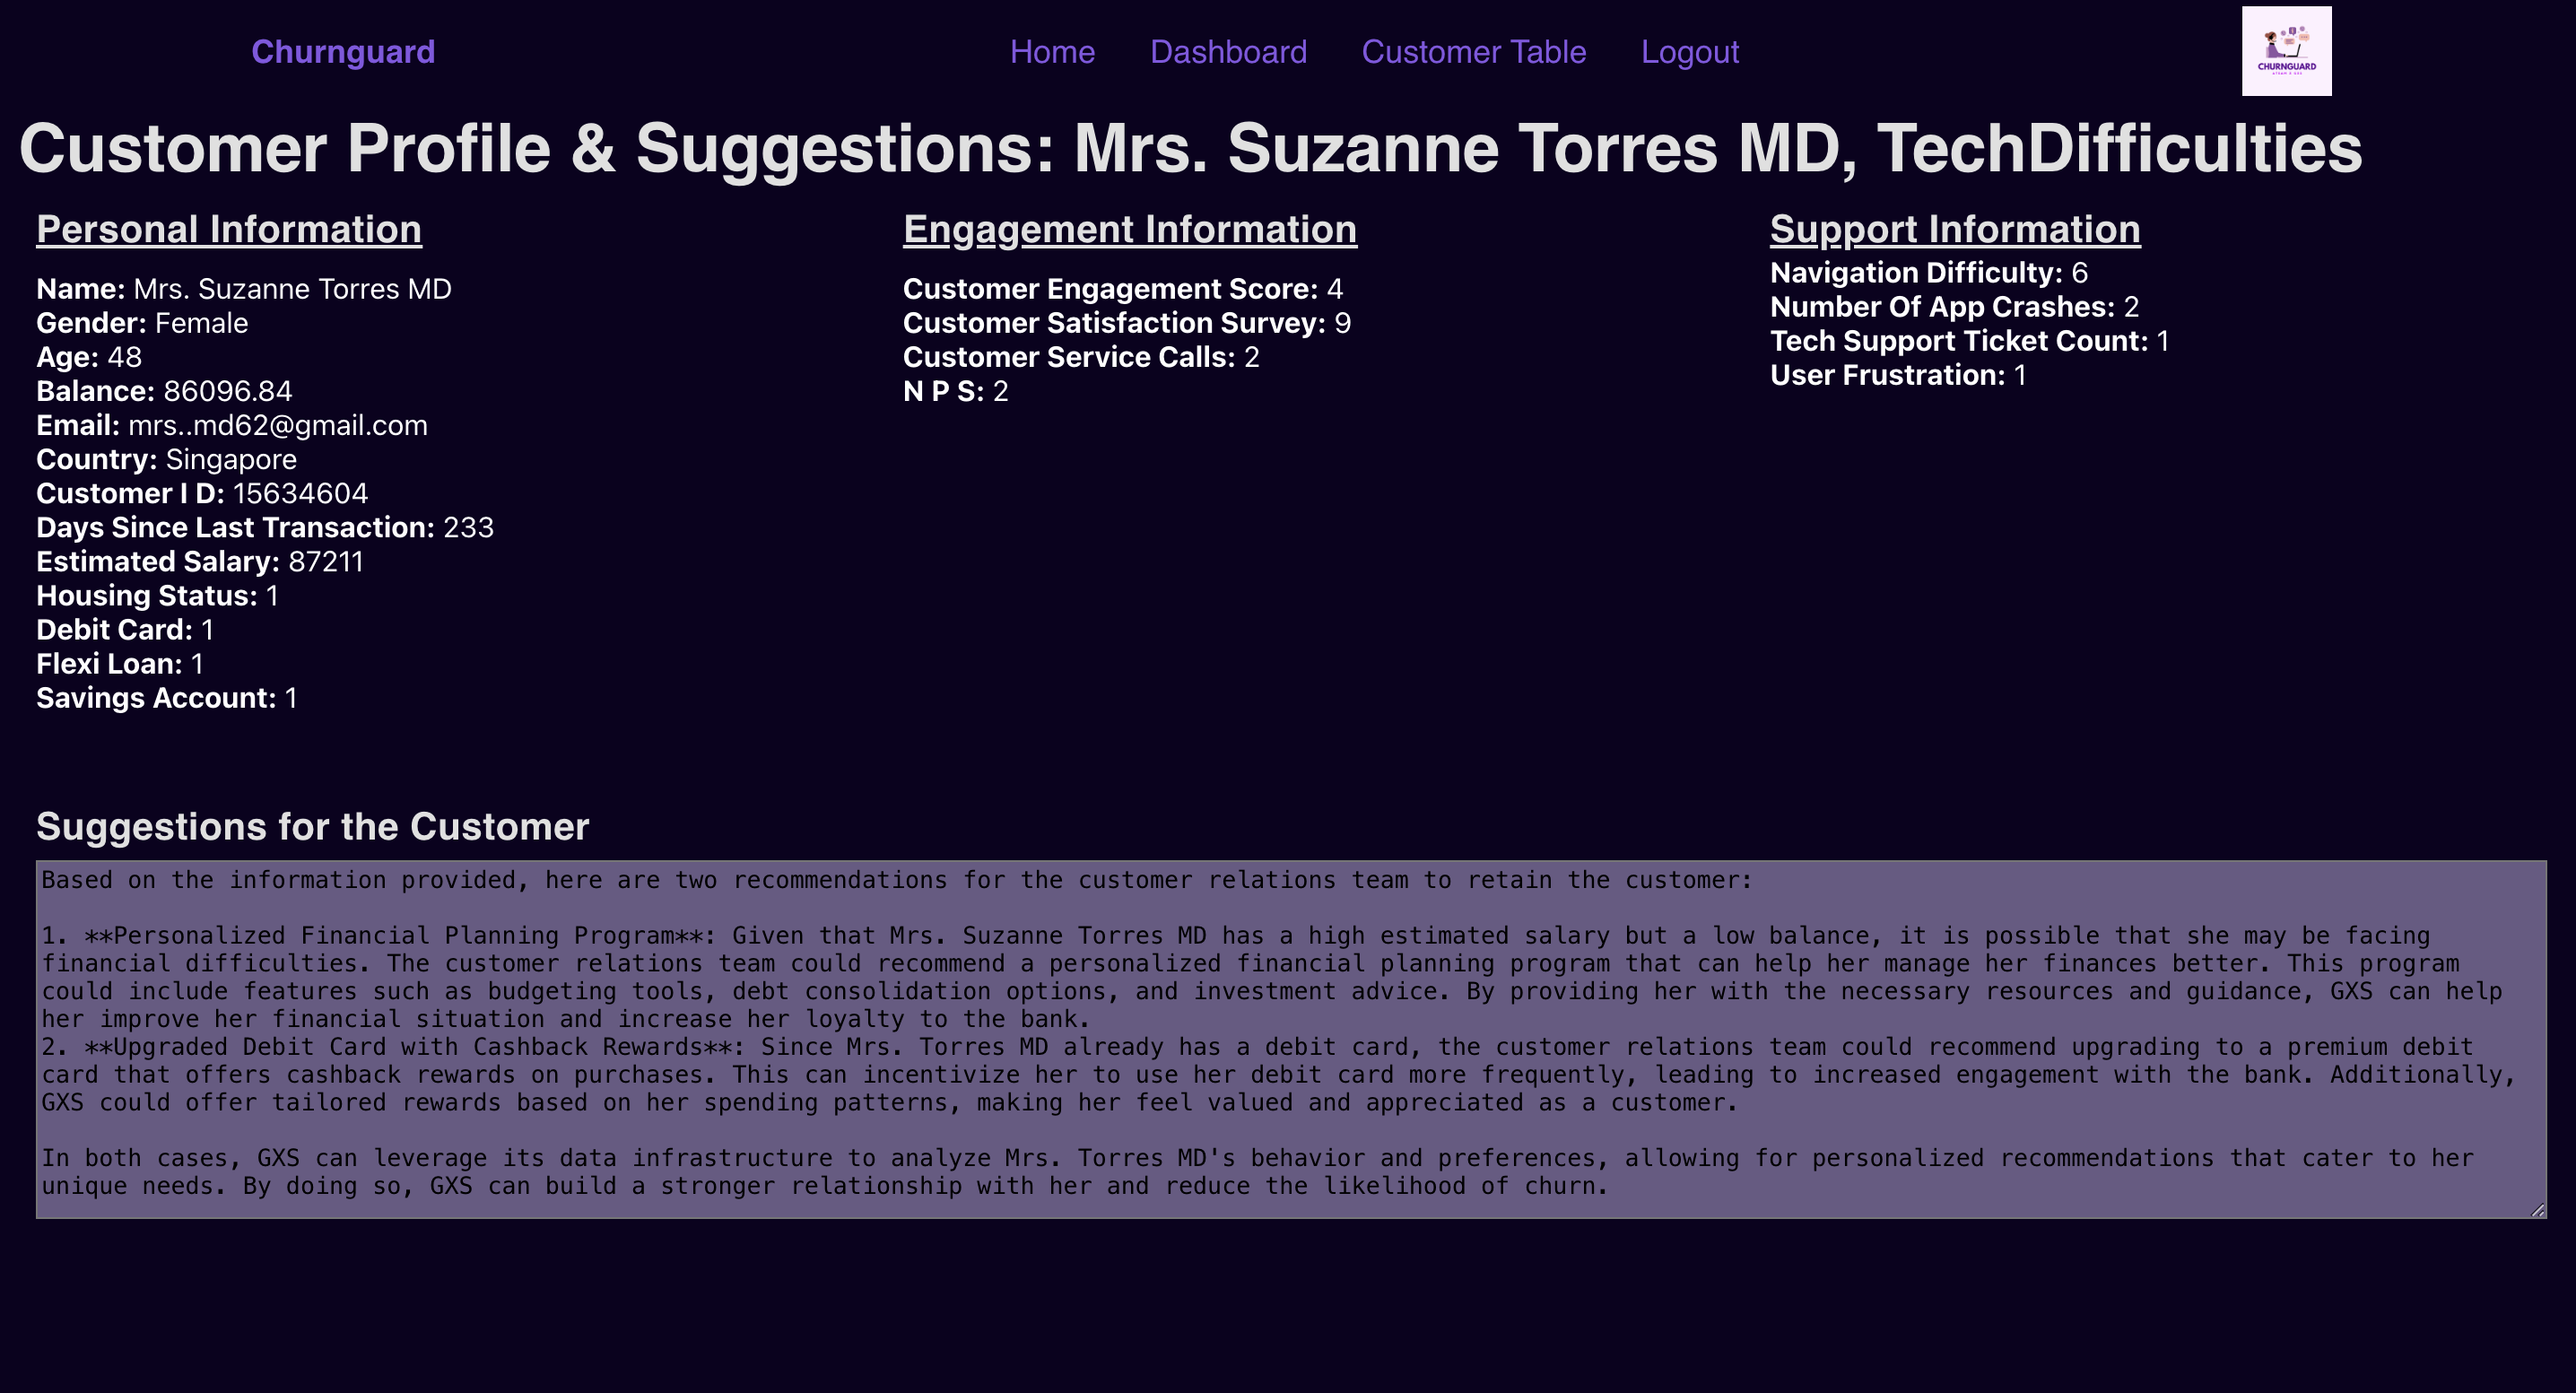 Churnguard
Home
Dashboard
Customer Table
Logout
CHURNGUARD
Customer Profile & Suggestions: Mrs. Suzanne Torres MD, TechDifficulties
Personal Information
Name: Mrs. Suzanne Torres MD
Gender: Female
Age: 48
Balance: 86096.84
Email: mrs..md62@gmail.com
Country: Singapore
Customer I D: 15634604
Days Since Last Transaction: 233
Estimated Salary: 87211
Housing Status: 1
Debit Card: 1
Flexi Loan: 1
Savings Account: 1
Engagement Information
Customer Engagement Score: 4
Customer Satisfaction Survey: 9
Customer Service Calls: 2
N P S: 2
Support Information
Navigation Difficulty: 6
Number Of App Crashes: 2
Tech Support Ticket Count: 1
User Frustration: 1
Suggestions for the Customer
Based on the information provided, here are two recommendations for the customer relations team to retain the customer:
1. **Personalized Financial Planning Program**: Given that Mrs. Suzanne Torres MD has a high estimated salary but a low balance, it is possible that she may be facing
financial difficulties. The customer relations team could recommend a personalized financial planning program that can help her manage her finances better. This program
could include features such as budgeting tools, debt consolidation options, and investment advice. By providing her with the necessary resources and guidance, GXS can help
her improve her financial situation and increase her loyalty to the bank.
2. **Upgraded Debit Card with Cashback Rewards**: Since Mrs. Torres MD already has a debit card, the customer relations team could recommend upgrading to a premium debit
card that offers cashback rewards on purchases. This can incentivize her to use her debit card more frequently, leading to increased engagement with the bank. Additionally,
GXS could offer tailored rewards based on her spending patterns, making her feel valued and appreciated as a customer.
In both cases, GXS can leverage its data infrastructure to analyze Mrs. Torres MD's behavior and preferences, allowing for personalized recommendations that cater to her
unique needs. By doing so, GXS can build a stronger relationship with her and reduce the likelihood of churn.